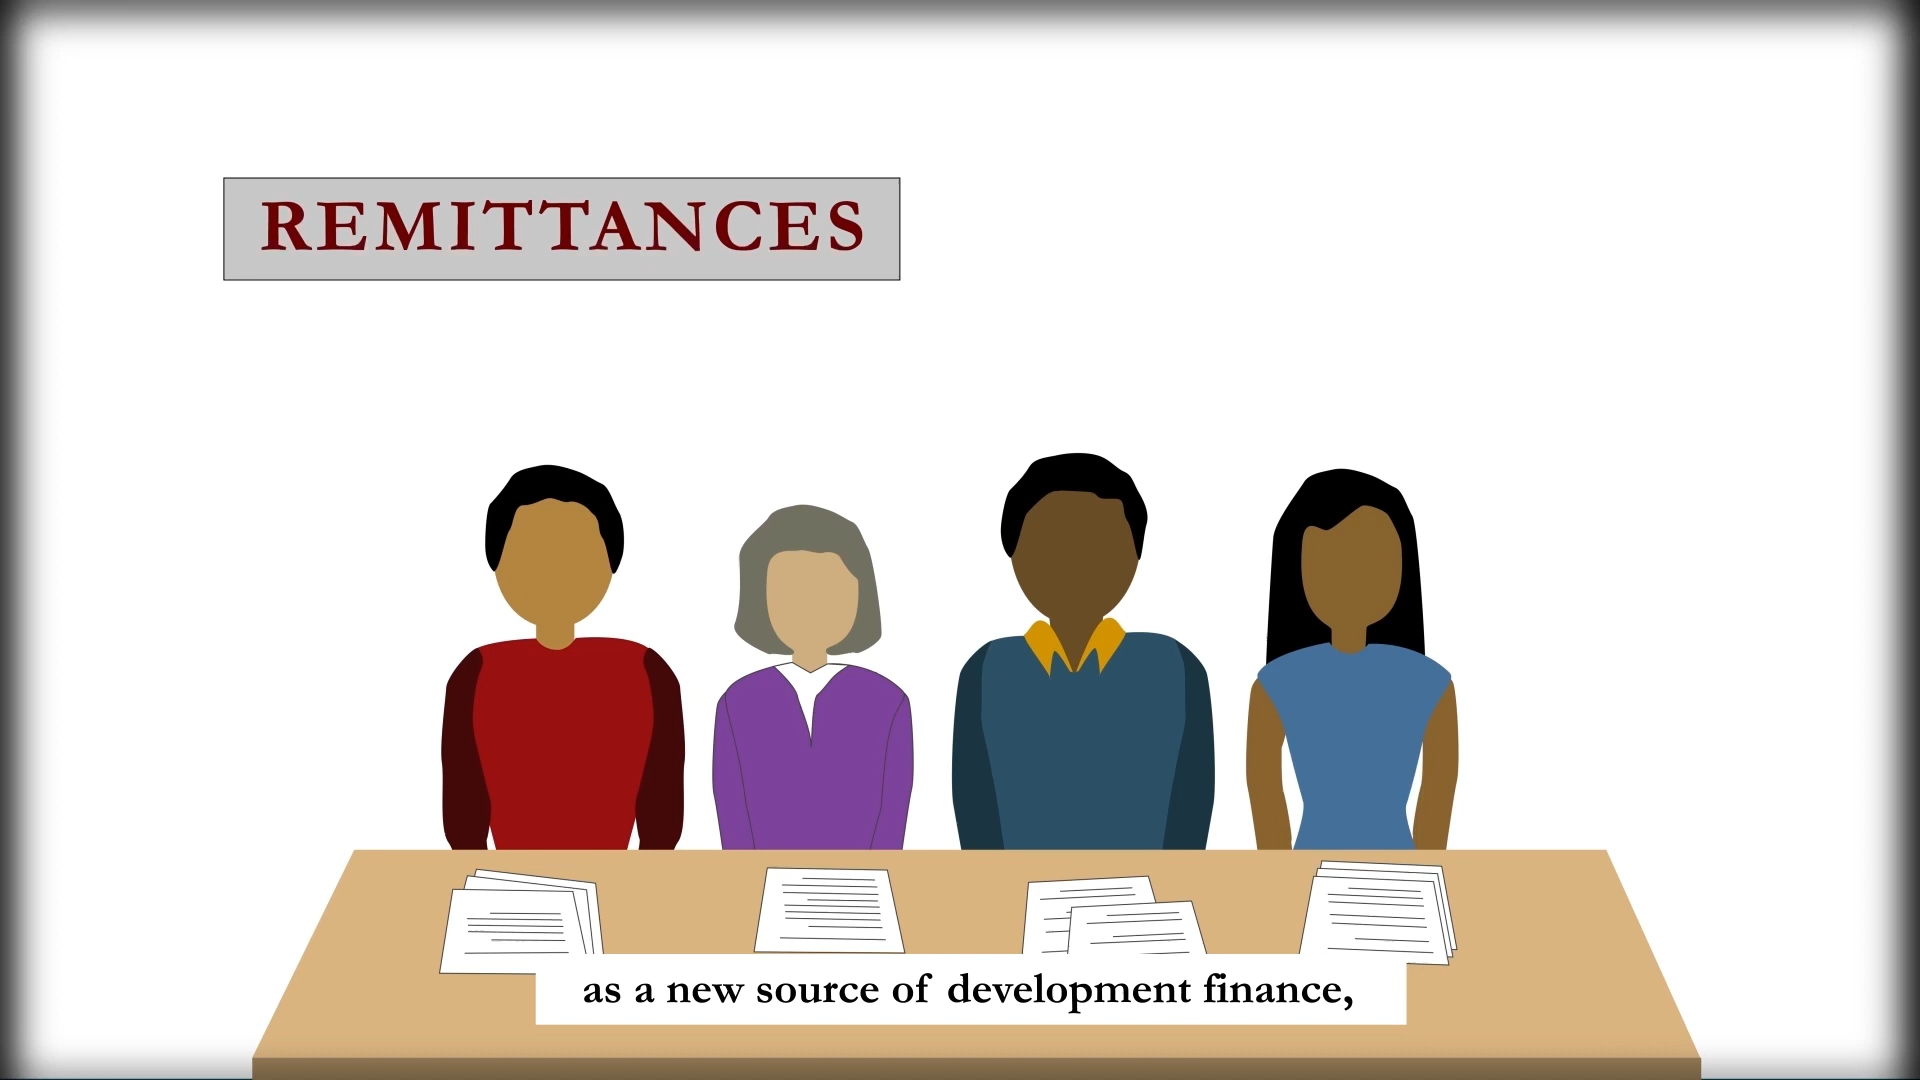 REMITTANCES
as a new source of development finance,